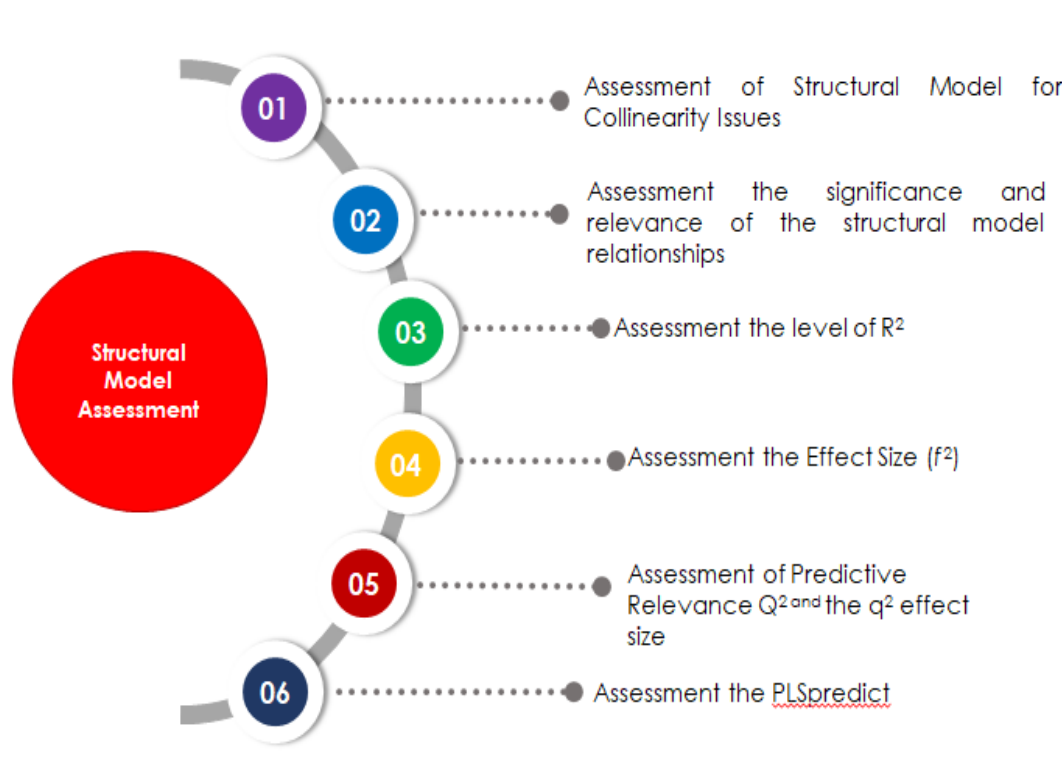 Structural
Model
Assessment
01
Assessment of Structural Model for
Collinearity Issues
02
Assessment the significance and
relevance of the structural model
relationships
03
Assessment the level of R²
04
Assessment the Effect Size (f²)
05
Assessment of Predictive
Relevance Q² ᵃⁿᵈ the q² effect
size
06
Assessment the PLSpredict